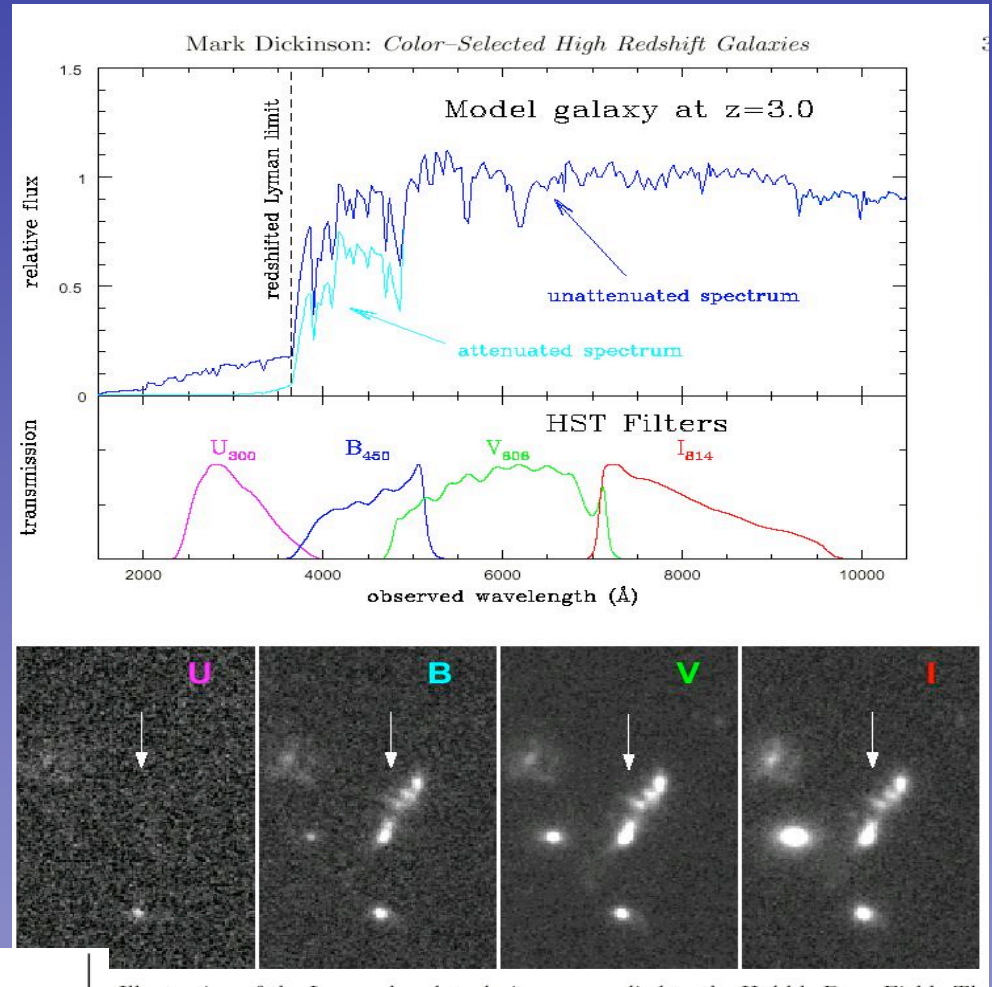 Mark Dickinson: Color–Selected High Redshift Galaxies
1.5
1
0.5
0
relative flux
redshifted Lyman limit
Model galaxy at z=3.0
unattenuated spectrum
attenuated spectrum
transmission
HST Filters
U300
B450
V606
I814
2000 4000 6000 8000 10000
observed wavelength (Å)
U
B
V
I